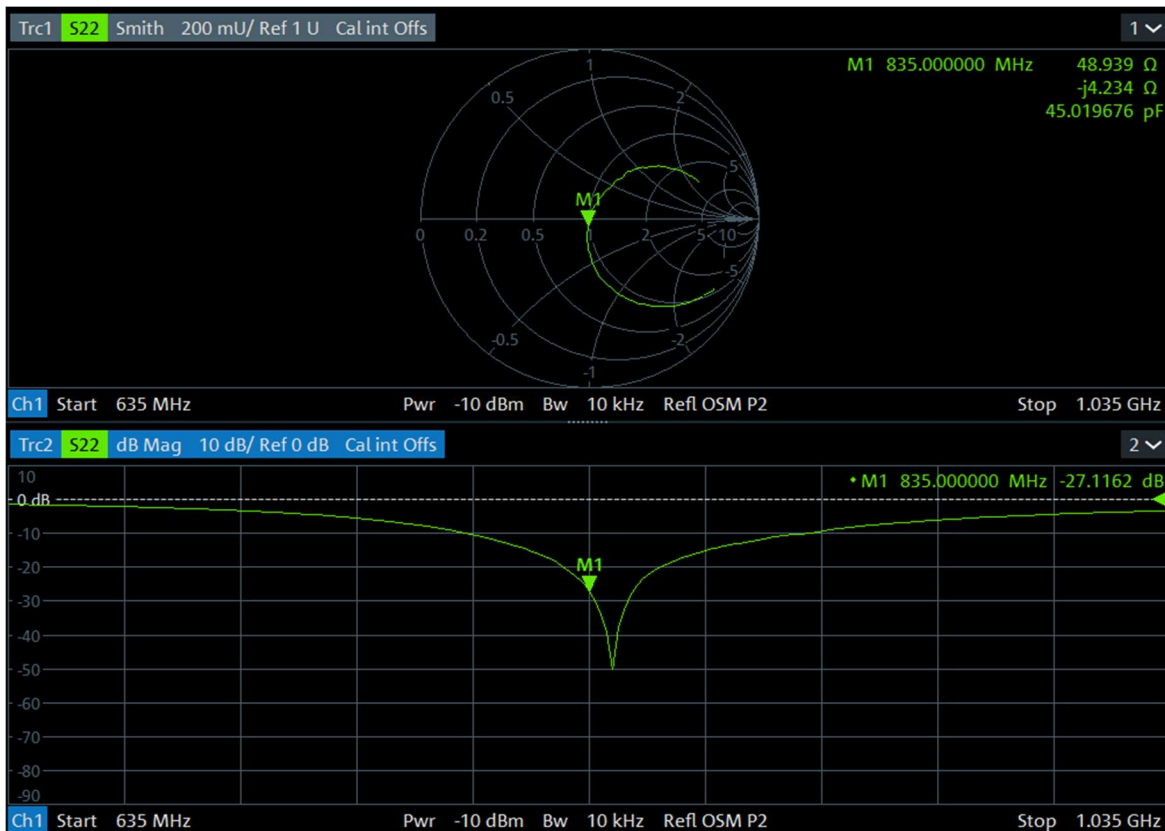 Trc1 S22 Smith 200 mU/ Ref 1 U Cal int Offs 1
M1 835.000000 MHz 48.939 Ω
-j4.234 Ω
45.019676 pF
1
0.5 2
5
M1
0 0.2 0.5 1 2 5 10
-5
-0.5 -2
-1
Ch1 Start 635 MHz Pwr -10 dBm Bw 10 kHz Refl OSM P2 Stop 1.035 GHz
Trc2 S22 dB Mag 10 dB/ Ref 0 dB Cal int Offs 2
10 • M1 835.000000 MHz -27.1162 dB
0 dB
-10
-20
M1
-30
-40
-50
-60
-70
-80
-90
Ch1 Start 635 MHz Pwr -10 dBm Bw 10 kHz Refl OSM P2 Stop 1.035 GHz